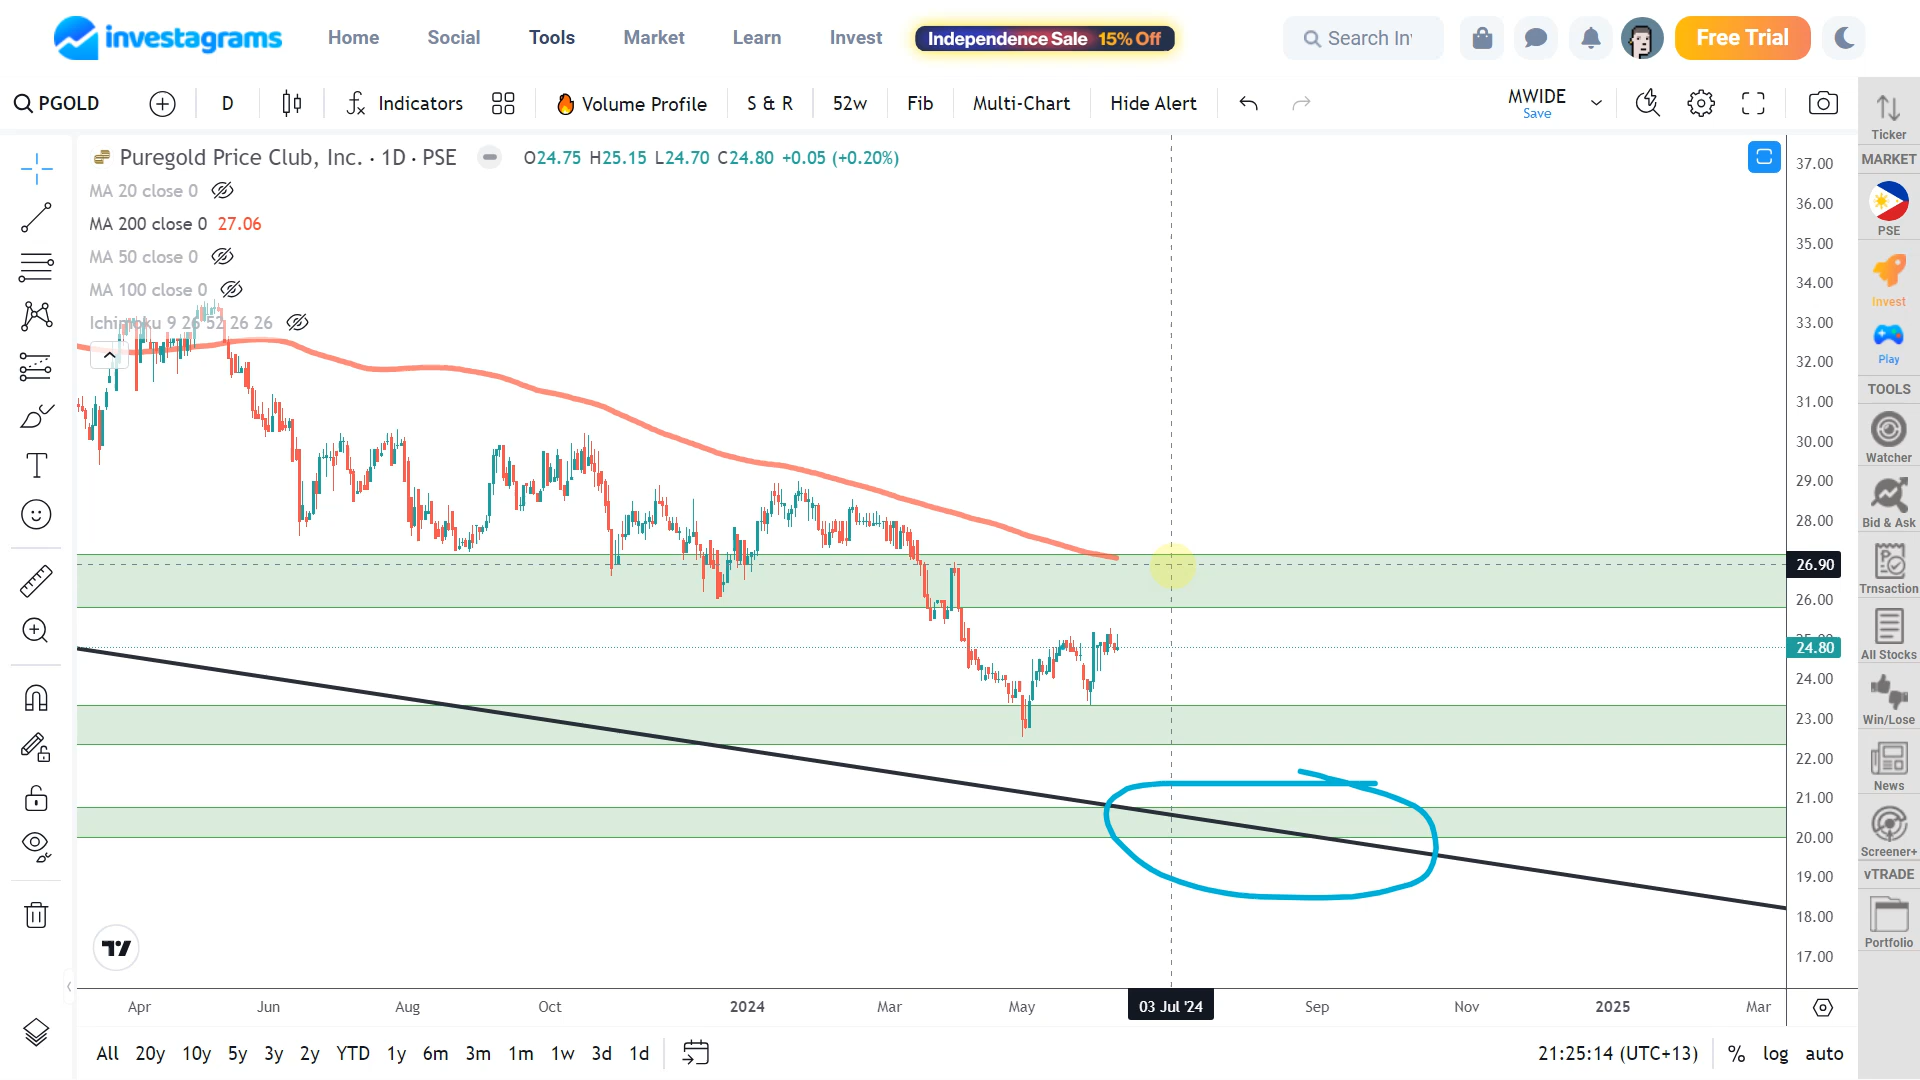 investagrams Home Social Tools Market Learn Invest Independence Sale 15% Off Search In Free Trial
PGOLD D Indicators Volume Profile S & R 52w Fib Multi-Chart Hide Alert MWIDE
Save
Ticker
MARKET
PSE
Invest
Play
TOOLS
Watcher
Bid & Ask
Trnsaction
All Stocks
Win/Lose
News
Screener+
vTRADE
Portfolio
Puregold Price Club, Inc. · 1D · PSE O24.75 H25.15 L24.70 C24.80 +0.05 (+0.20%)
MA 20 close 0
MA 200 close 0 27.06
MA 50 close 0
MA 100 close 0
Ichimoku 9 26 52 26 26
37.00
36.00
35.00
34.00
33.00
32.00
31.00
30.00
29.00
28.00
26.90
26.00
24.80
24.00
23.00
22.00
21.00
20.00
19.00
18.00
17.00
Apr Jun Aug Oct 2024 Mar May 03 Jul '24 Sep Nov 2025 Mar
All 20y 10y 5y 3y 2y YTD 1y 6m 3m 1m 1w 3d 1d 21:25:14 (UTC+13) % log auto